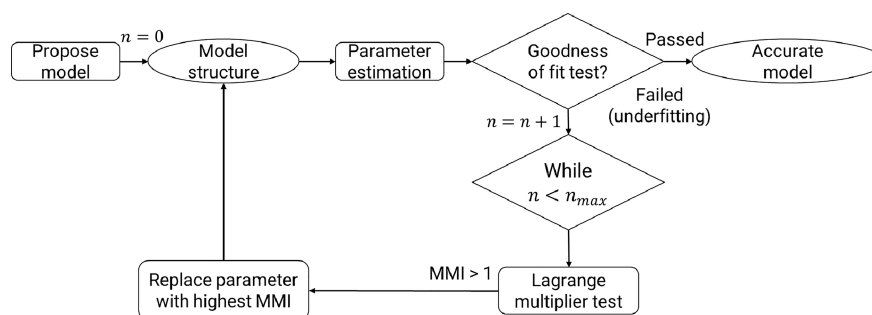 Propose
model
n = 0
Model
structure
Parameter
estimation
Goodness
of fit test?
Passed
Accurate
model
Failed
(underfitting)
n = n + 1
While
n < n_max
Lagrange
multiplier test
MMI > 1
Replace parameter
with highest MMI